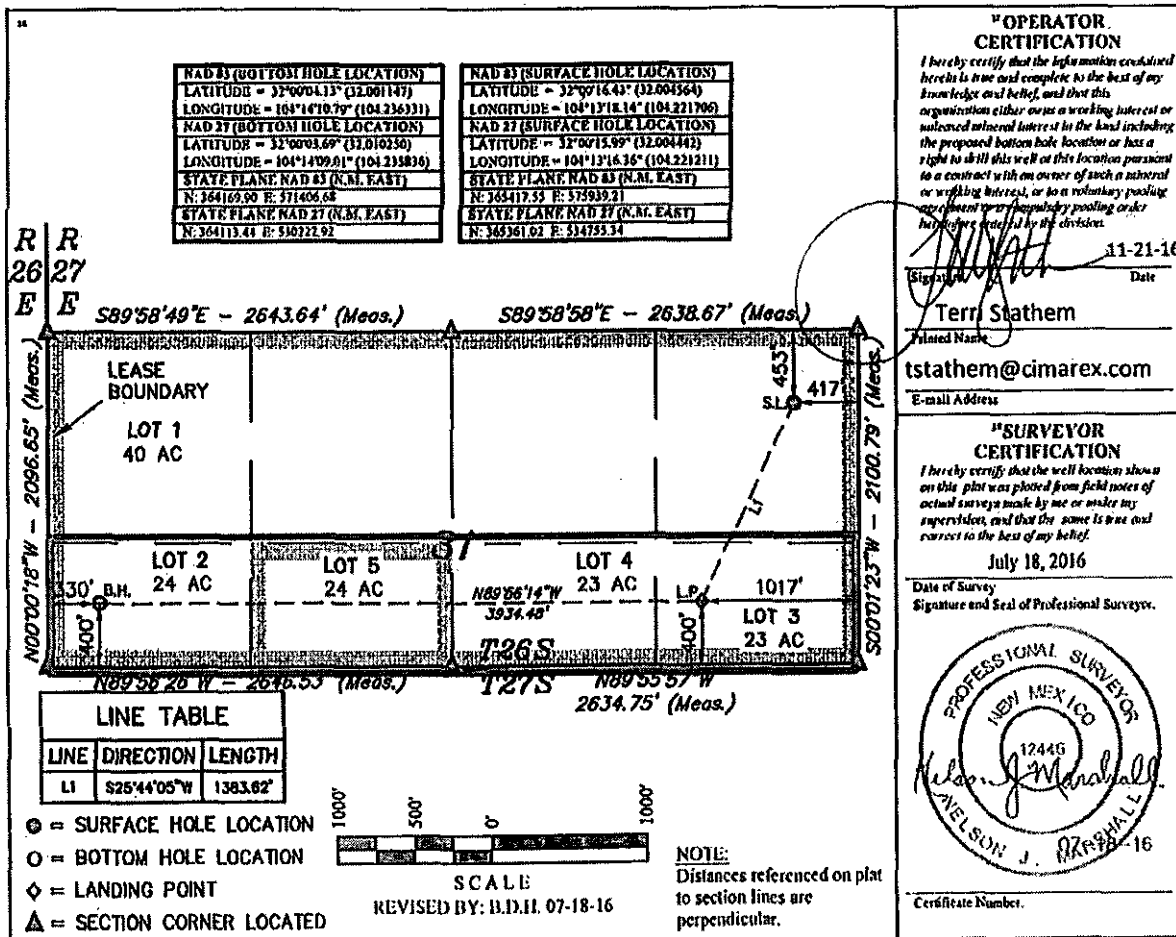 16
NAD 83 (BOTTOM HOLE LOCATION)
LATITUDE = 32°00'04.13" (32.001147)
LONGITUDE = 104°14'10.79" (104.236331)
NAD 27 (BOTTOM HOLE LOCATION)
LATITUDE = 32°00'03.69" (32.010250)
LONGITUDE = 104°14'09.01" (104.235836)
STATE PLANE NAD 83 (N.M. EAST)
N: 364169.90 E: 571406.68
STATE PLANE NAD 27 (N.M. EAST)
N: 364113.44 E: 530222.92
NAD 83 (SURFACE HOLE LOCATION)
LATITUDE = 32°00'16.43" (32.004564)
LONGITUDE = 104°13'18.14" (104.221706)
NAD 27 (SURFACE HOLE LOCATION)
LATITUDE = 32°00'15.99" (32.004442)
LONGITUDE = 104°13'16.36" (104.221211)
STATE PLANE NAD 83 (N.M. EAST)
N: 365417.55 E: 575939.21
STATE PLANE NAD 27 (N.M. EAST)
N: 365361.02 E: 534755.34
R R
26 27
E E
S89°58'49"E - 2643.64' (Meas.)
S89°58'58"E - 2638.67' (Meas.)
N00°00'18"W - 2096.65' (Meas.)
S00°01'23"W - 2100.79' (Meas.)
LEASE
BOUNDARY
LOT 1
40 AC
453'
417'
S.L.
L1
LOT 2
24 AC
LOT 5
24 AC
31
LOT 4
23 AC
330'
B.H.
400'
N89°56'14"W
3934.48'
L.P.
1017'
400'
LOT 3
23 AC
T26S
T27S
N89°56'26"W - 2646.53' (Meas.)
N89°55'57"W
2634.75' (Meas.)
LINE TABLE
LINE DIRECTION LENGTH
L1 S25°44'05"W 1383.62'
= SURFACE HOLE LOCATION
= BOTTOM HOLE LOCATION
= LANDING POINT
= SECTION CORNER LOCATED
1000' 500' 0' 1000'
SCALE
REVISED BY: B.D.H. 07-18-16
NOTE:
Distances referenced on plat
to section lines are
perpendicular.
OPERATOR
CERTIFICATION
I hereby certify that the information contained
herein is true and complete to the best of my
knowledge and belief, and that this
organization either owns a working interest or
unleased mineral interest in the land including
the proposed bottom hole location or has a
right to drill this well at this location pursuant
to a contract with an owner of such a mineral
or working interest, or to a voluntary pooling
agreement or a compulsory pooling order
heretofore entered by the division.
11-21-16
Signature Date
Terri Stathem
Printed Name
tstathem@cimarex.com
E-mail Address
18 SURVEYOR
CERTIFICATION
I hereby certify that the well location shown
on this plat was plotted from field notes of
actual surveys made by me or under my
supervision, and that the same is true and
correct to the best of my belief.
July 18, 2016
Date of Survey
Signature and Seal of Professional Surveyor.
PROFESSIONAL SURVEYOR
NEW MEXICO
12446
Nelson J. Marshall
NELSON J. MARSHALL
07-18-16
Certificate Number.